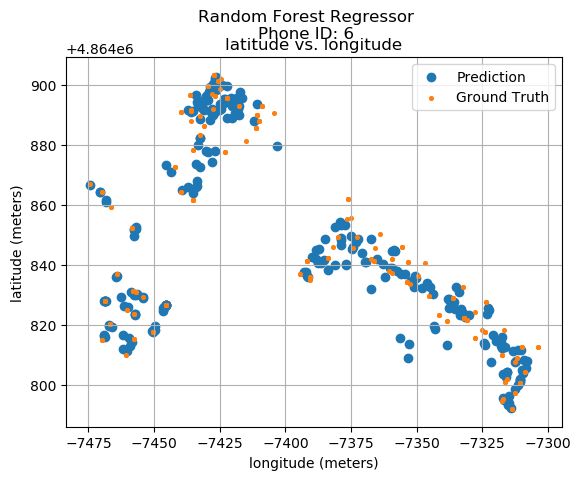 Random Forest Regressor
Phone ID: 6
latitude vs. longitude
+4.864e6
Prediction
Ground Truth
900
880
860
840
820
800
latitude (meters)
−7475 −7450 −7425 −7400 −7375 −7350 −7325 −7300
longitude (meters)